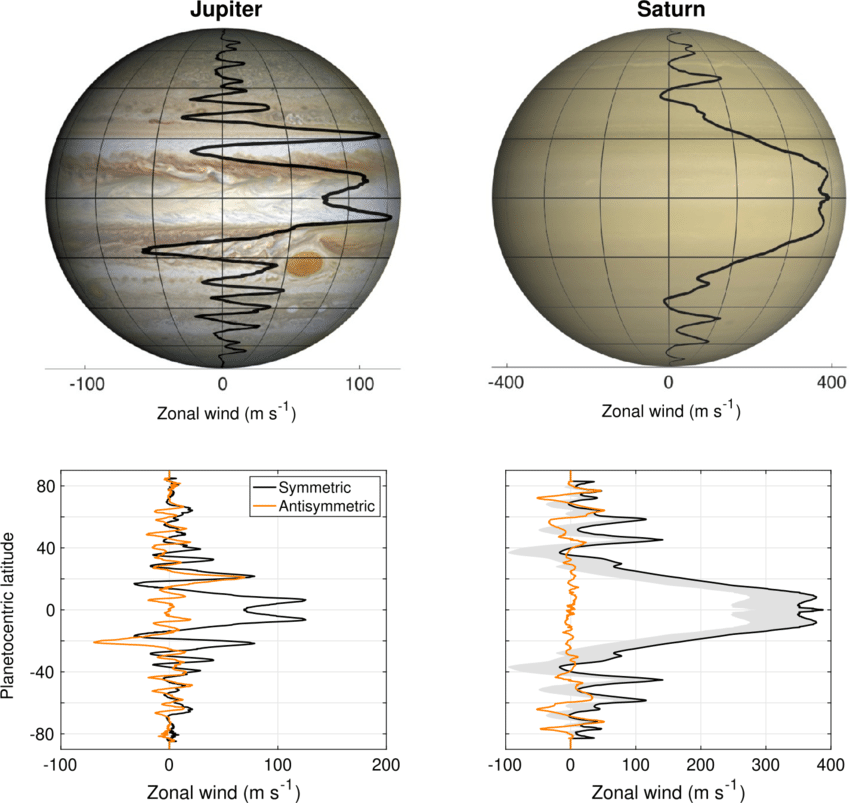 Jupiter
Saturn
-100 0 100
Zonal wind (m s-1)
-400 0 400
Zonal wind (m s-1)
Symmetric
Antisymmetric
Planetocentric latitude
80
40
0
-40
-80
-100 0 100 200
Zonal wind (m s-1)
-100 0 100 200 300 400
Zonal wind (m s-1)